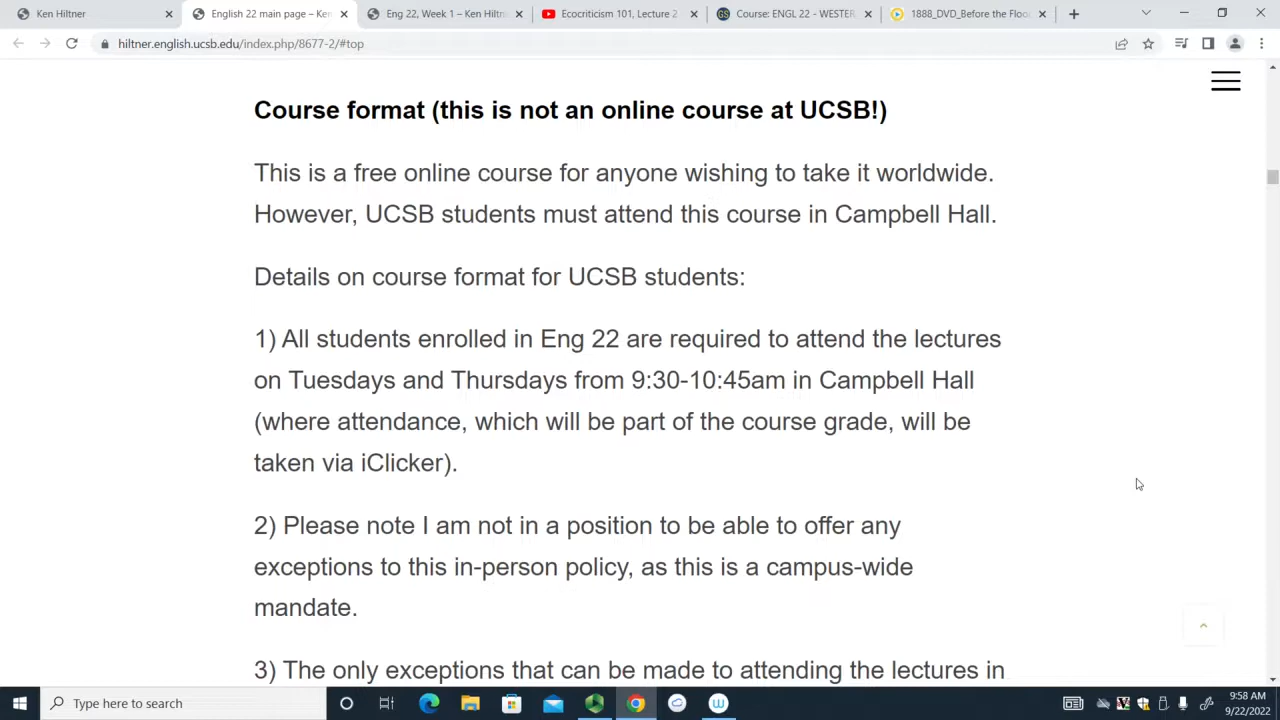 Ken Hiltner
English 22 main page – Ken
Eng 22, Week 1 – Ken Hiltner
Ecocriticism 101, Lecture 2
Course: ENGL 22 - WESTER
1888_DVD_Before the Flood
hiltner.english.ucsb.edu/index.php/8677-2/#top
Course format (this is not an online course at UCSB!)
This is a free online course for anyone wishing to take it worldwide.
However, UCSB students must attend this course in Campbell Hall.
Details on course format for UCSB students:
1) All students enrolled in Eng 22 are required to attend the lectures
on Tuesdays and Thursdays from 9:30-10:45am in Campbell Hall
(where attendance, which will be part of the course grade, will be
taken via iClicker).
2) Please note I am not in a position to be able to offer any
exceptions to this in-person policy, as this is a campus-wide
mandate.
3) The only exceptions that can be made to attending the lectures in
Type here to search
9:58 AM
9/22/2022